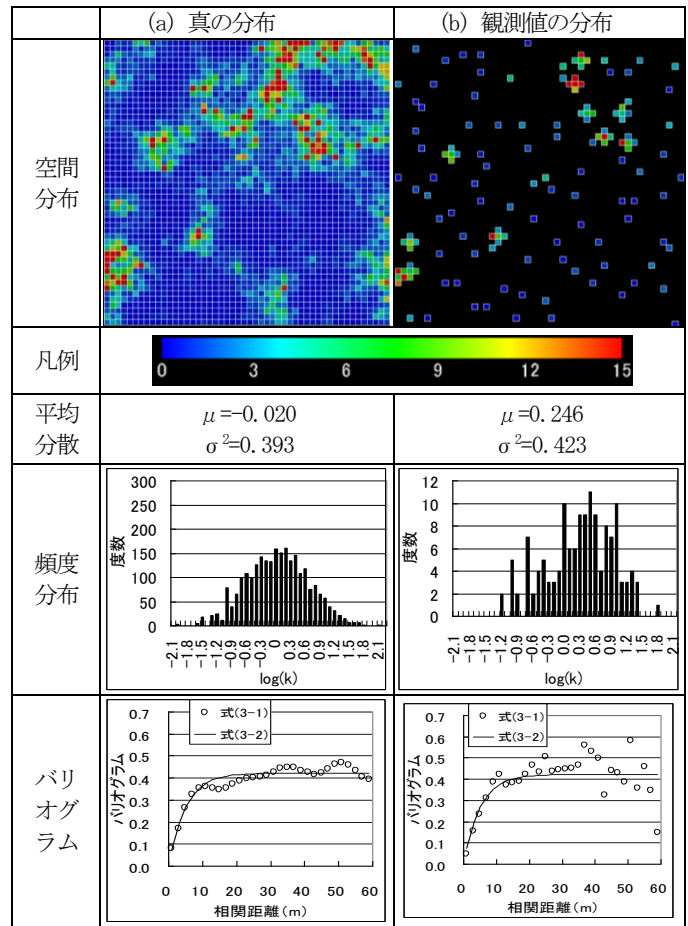 (a) 真の分布 (b) 観測値の分布
空間
分布
凡例
0 3 6 9 12 15
平均
分散
μ=-0.020
σ²=0.393
μ=0.246
σ²=0.423
頻度
分布
度数
300
250
200
150
100
50
0
-2.1 -1.8 -1.5 -1.2 -0.9 -0.6 -0.3 0 0.3 0.6 0.9 1.2 1.5 1.8 2.1
log(k)
度数
12
10
8
6
4
2
0
-2.1 -1.8 -1.5 -1.2 -0.9 -0.6 -0.3 0.0 0.3 0.6 0.9 1.2 1.5 1.8 2.1
log(k)
バリ
オグ
ラム
バリオグラム
0.7
0.6
0.5
0.4
0.3
0.2
0.1
0.0
式(3-1)
式(3-2)
0 10 20 30 40 50 60
相関距離(m)
バリオグラム
0.7
0.6
0.5
0.4
0.3
0.2
0.1
0.0
式(3-1)
式(3-2)
0 10 20 30 40 50 60
相関距離(m)